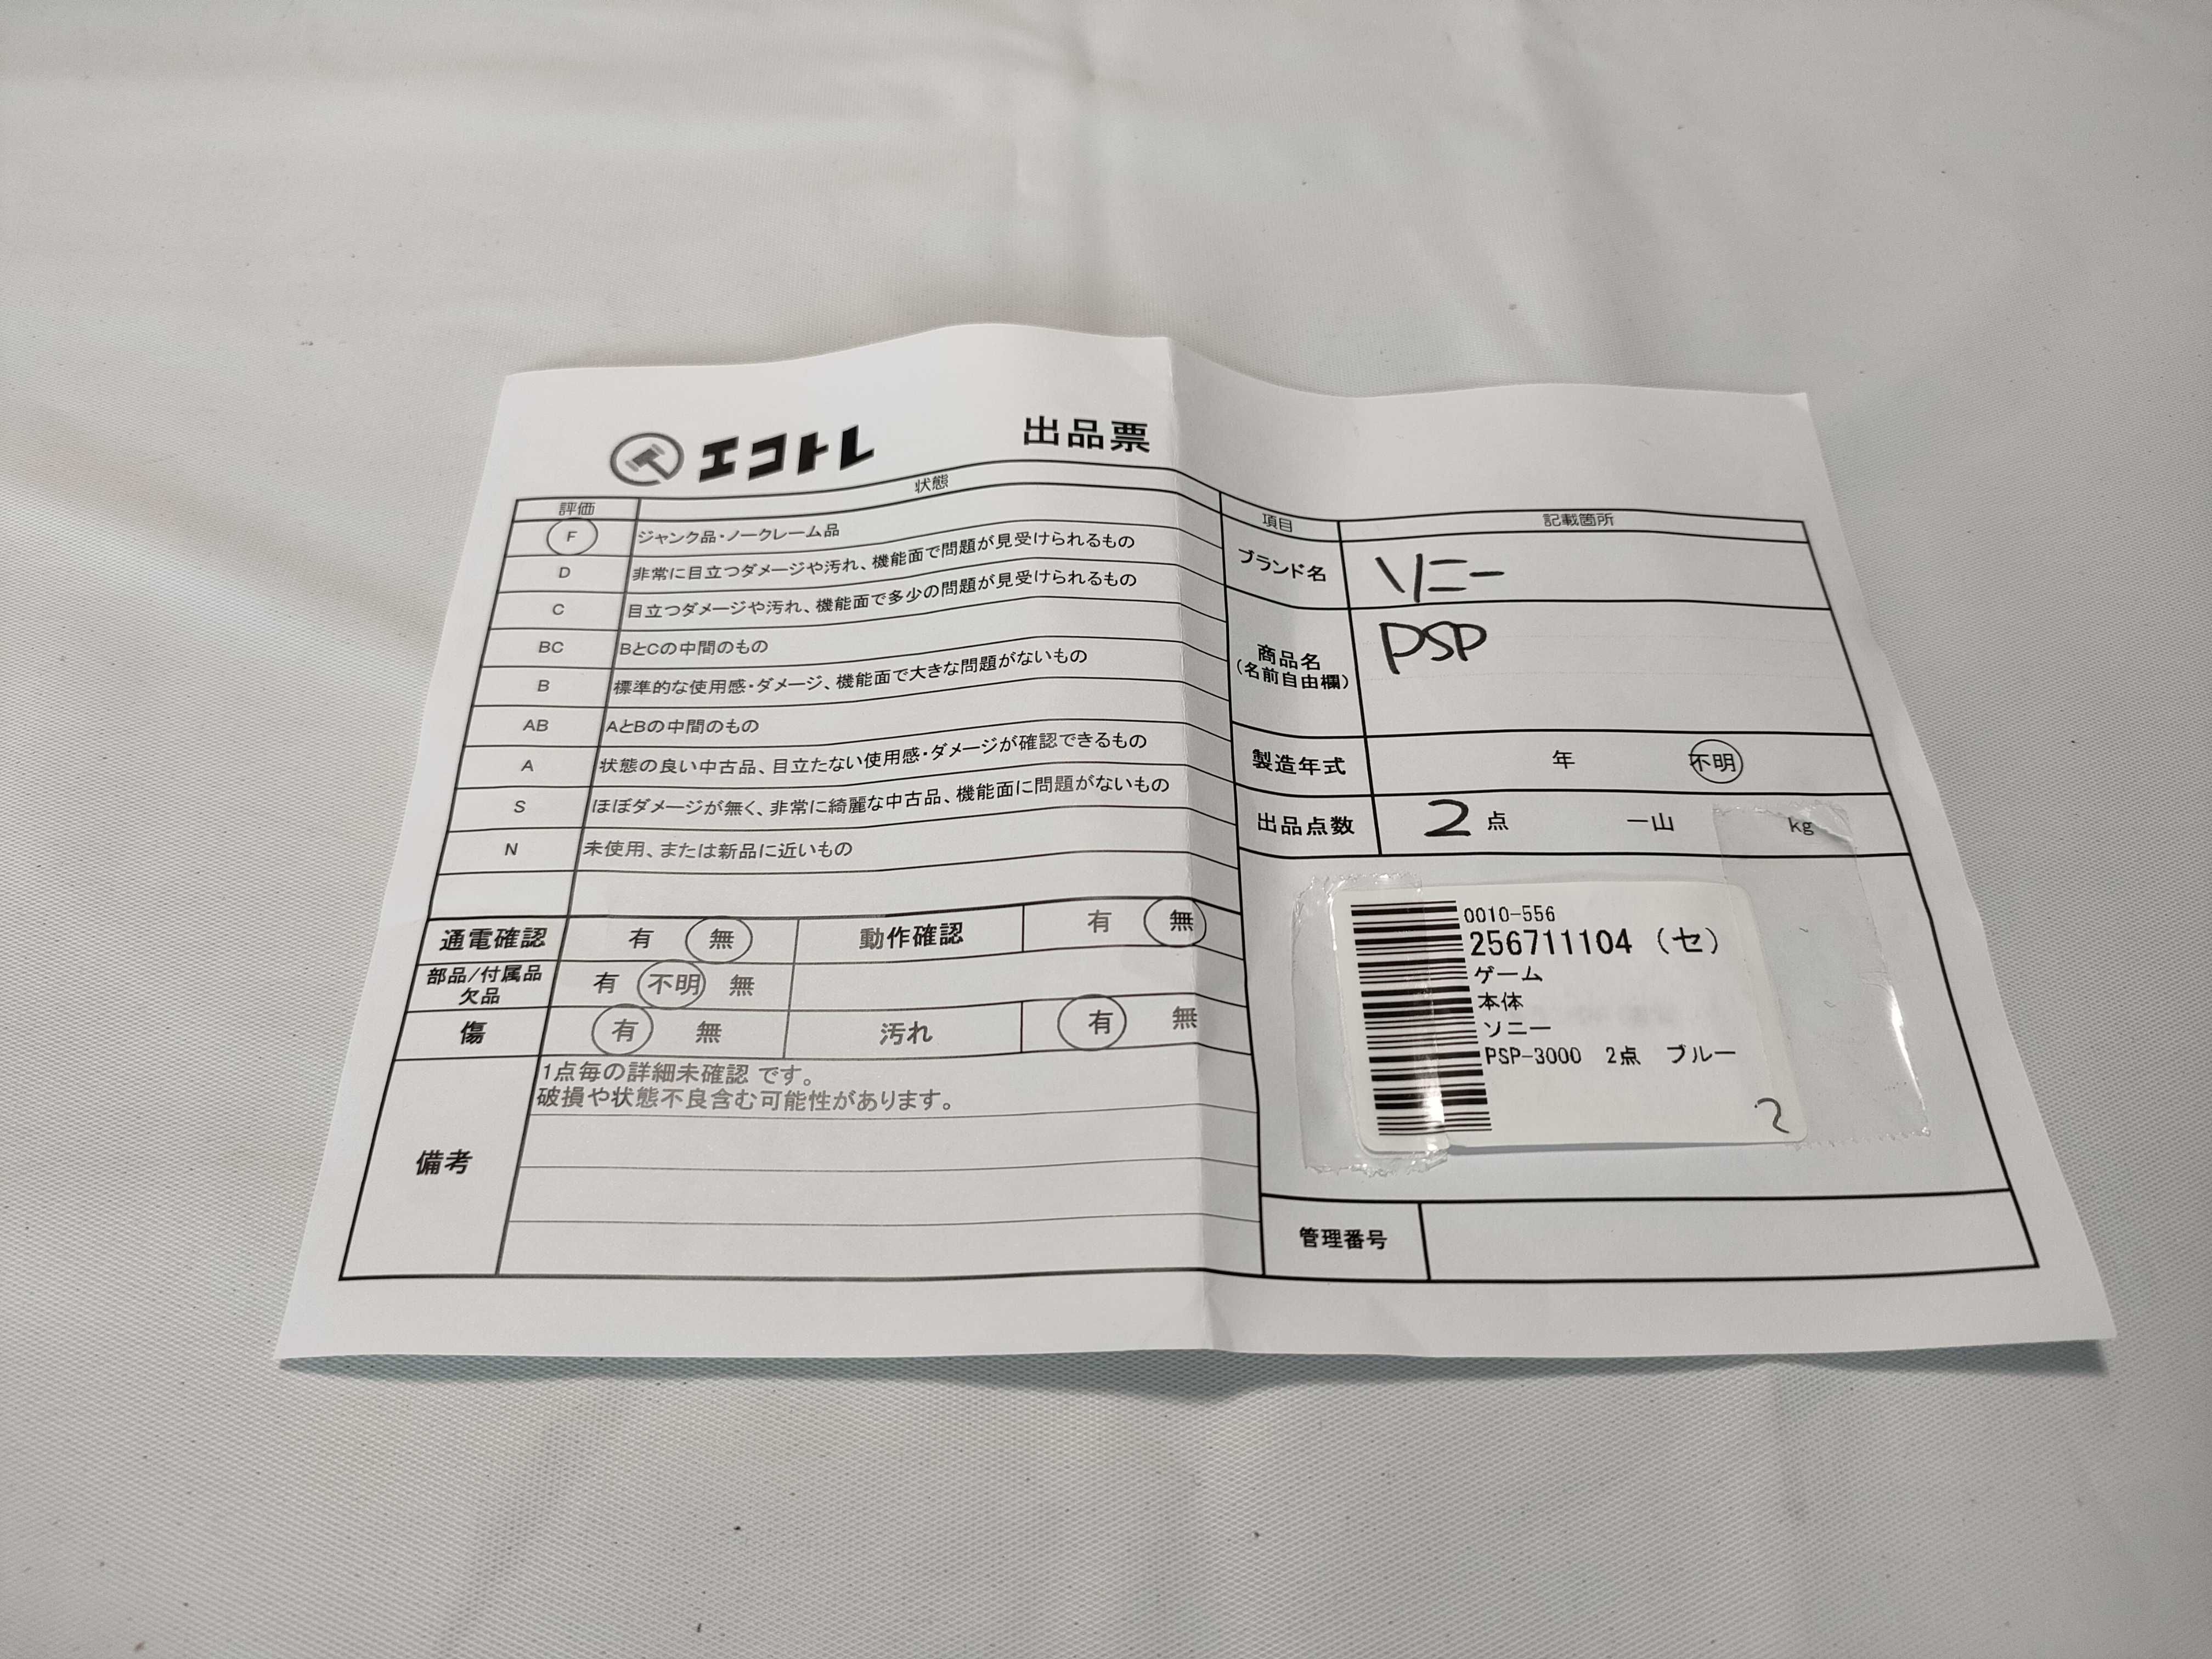 エコトレ
出品票
評価 状態
F ジャンク品・ノークレーム品
D 非常に目立つダメージや汚れ、機能面で問題が見受けられるもの
C 目立つダメージや汚れ、機能面で多少の問題が見受けられるもの
BC BとCの中間のもの
B 標準的な使用感・ダメージ、機能面で大きな問題がないもの
AB AとBの中間のもの
A 状態の良い中古品、目立たない使用感・ダメージが確認できるもの
S ほぼダメージが無く、非常に綺麗な中古品、機能面に問題がないもの
N 未使用、または新品に近いもの
通電確認 有 無 動作確認 有 無
部品/付属品
欠品 有 不明 無
傷 有 無 汚れ 有 無
備考
1点毎の詳細未確認 です。
破損や状態不良含む可能性があります。
項目 記載箇所
ブランド名 ソニー
商品名
(名前自由欄) PSP
製造年式 年 不明
出品点数 2 点 一山 kg
0010-556
256711104 (セ)
ゲーム
本体
ソニー
PSP-3000 2点 ブルー
2
管理番号